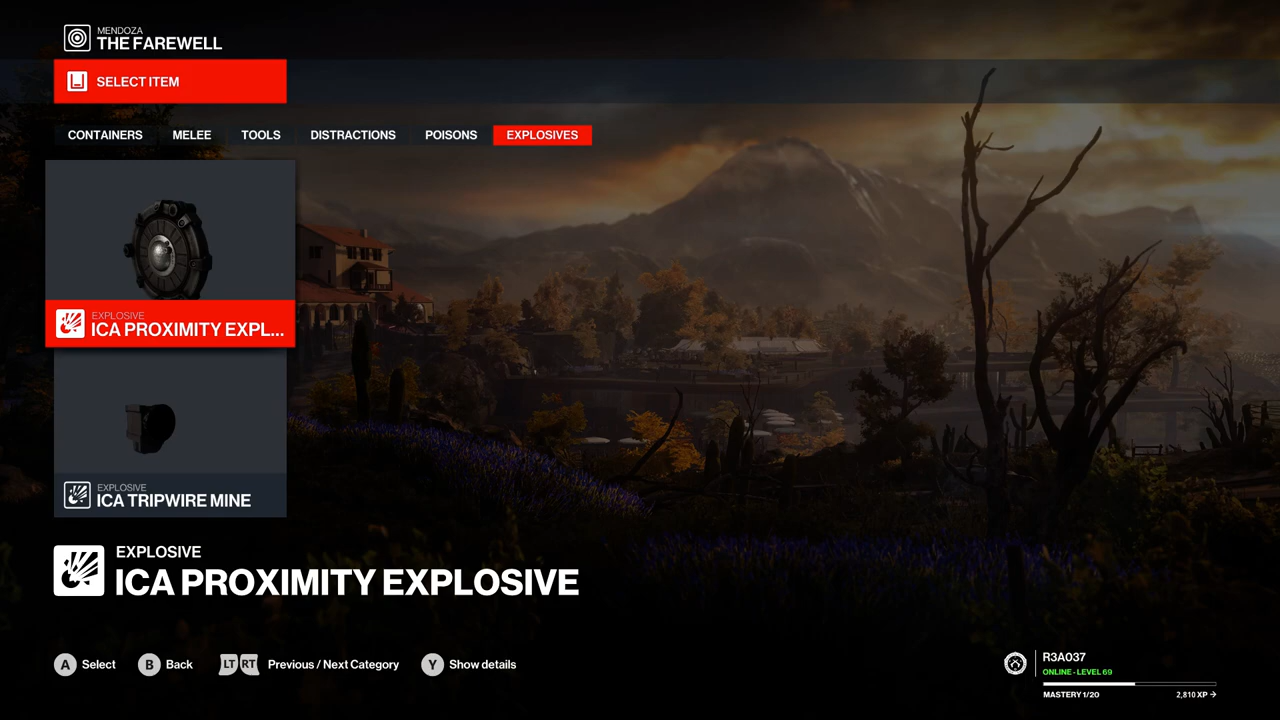 MENDOZA
THE FAREWELL
SELECT ITEM
CONTAINERS MELEE TOOLS DISTRACTIONS POISONS EXPLOSIVES
EXPLOSIVE
ICA PROXIMITY EXPL...
EXPLOSIVE
ICA TRIPWIRE MINE
EXPLOSIVE
ICA PROXIMITY EXPLOSIVE
A Select B Back LT RT Previous / Next Category Y Show details
R3A037
ONLINE - LEVEL 69
MASTERY 1/20 2,810 XP →